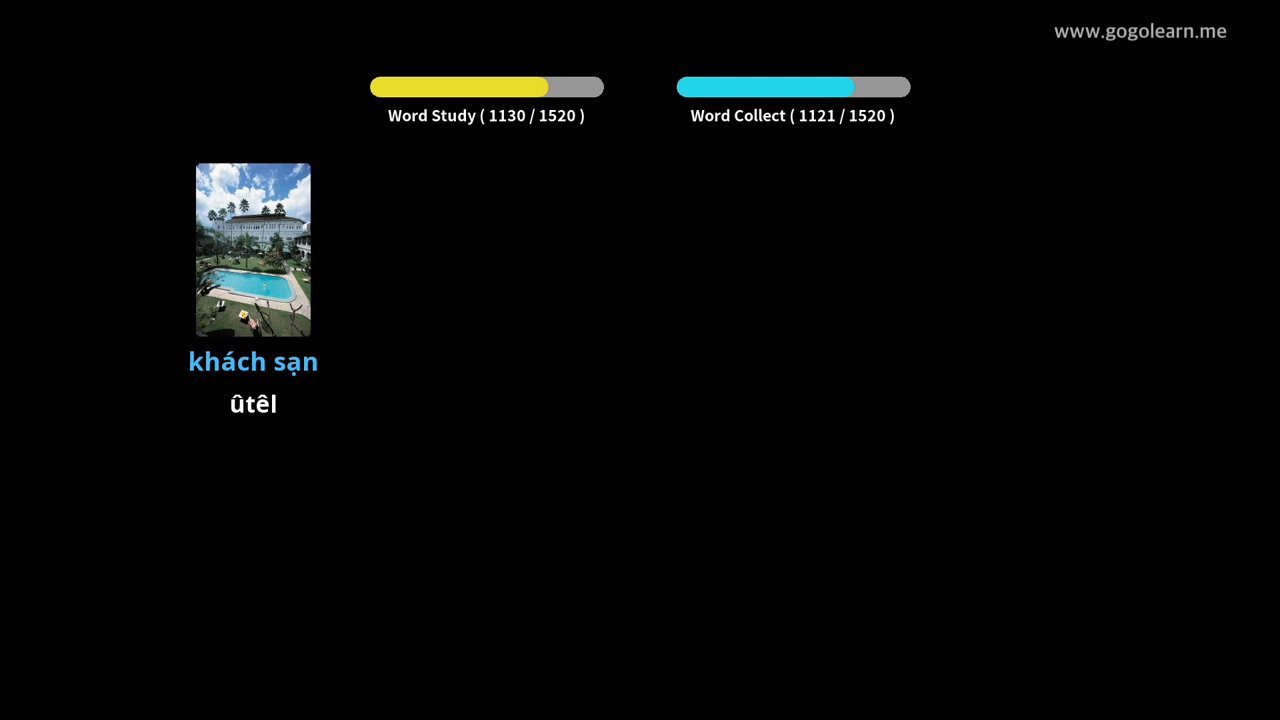 www.gogolearn.me
Word Study ( 1130 / 1520 )
Word Collect ( 1121 / 1520 )
khách sạn
ûtêl